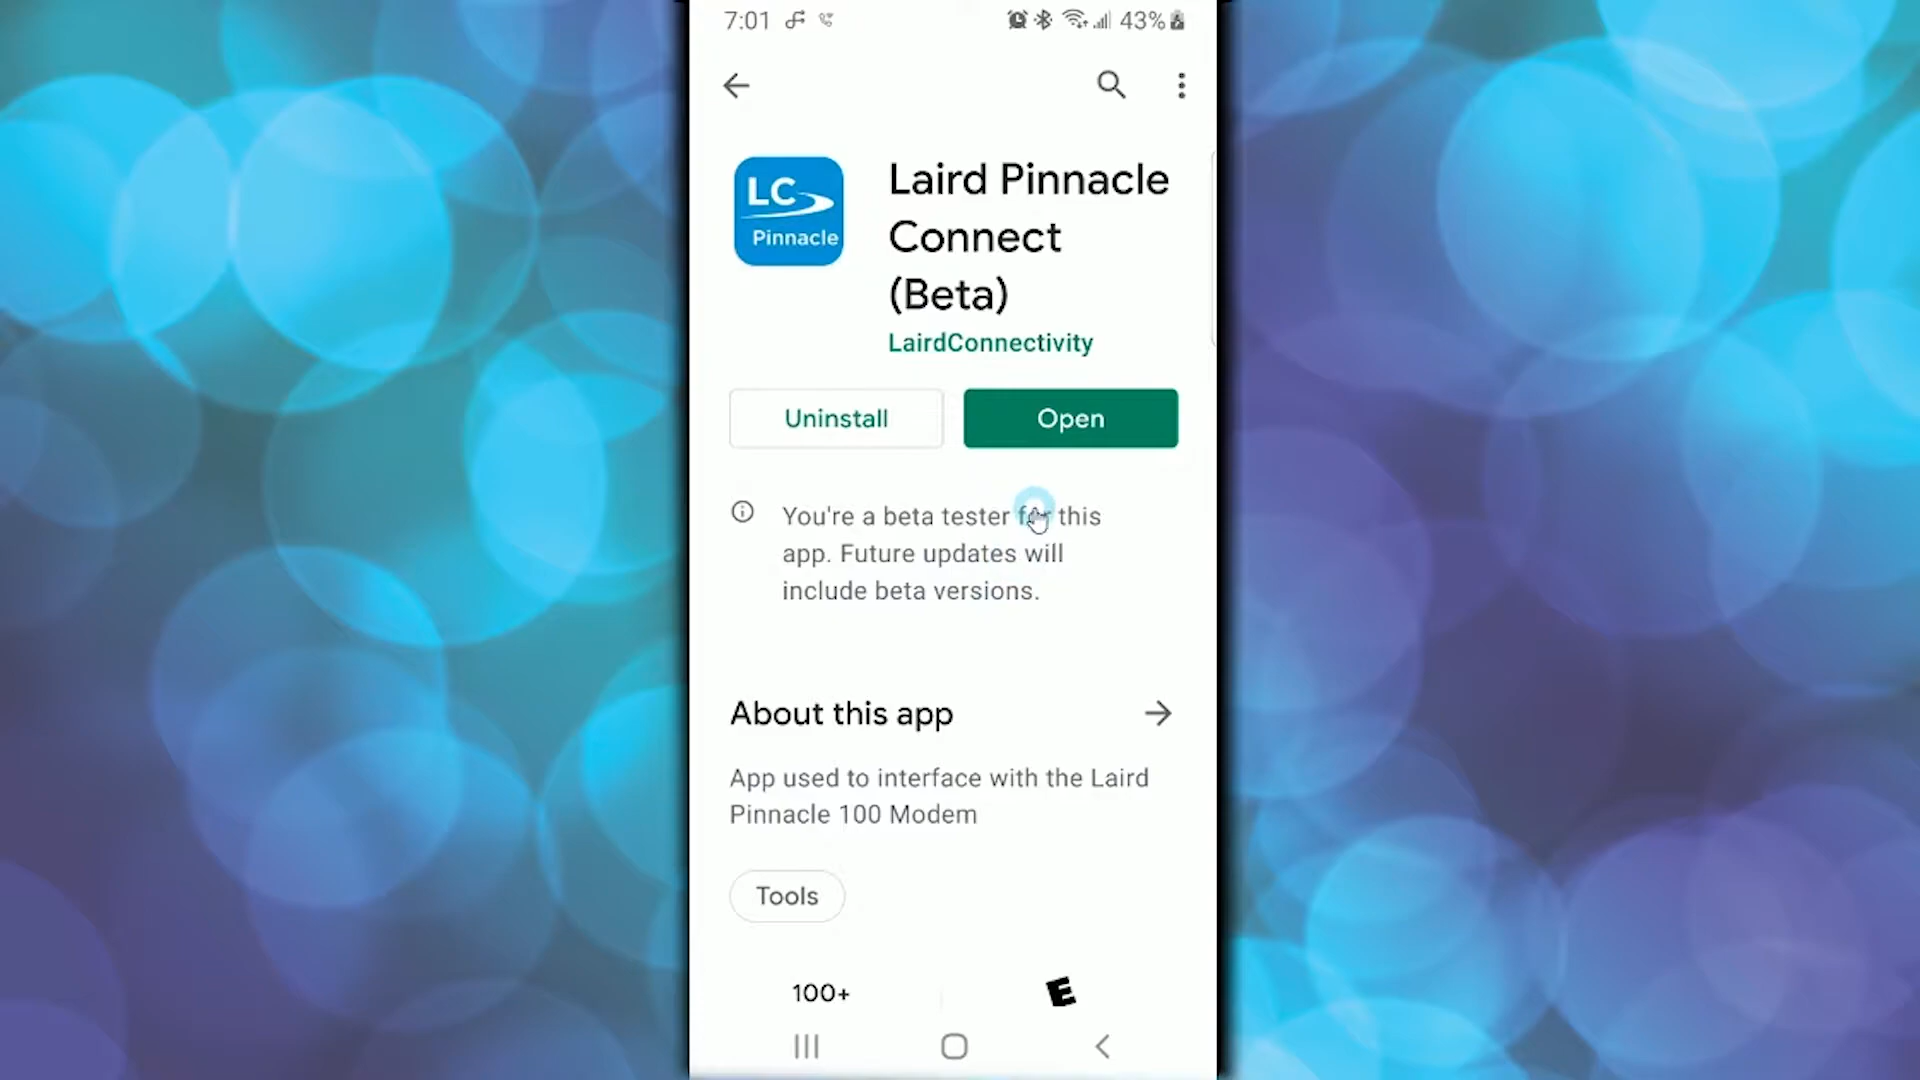 7:01
43%
LC
Pinnacle
Laird Pinnacle
Connect
(Beta)
LairdConnectivity
Uninstall
Open
You're a beta tester for this
app. Future updates will
include beta versions.
About this app
App used to interface with the Laird
Pinnacle 100 Modem
Tools
100+
E